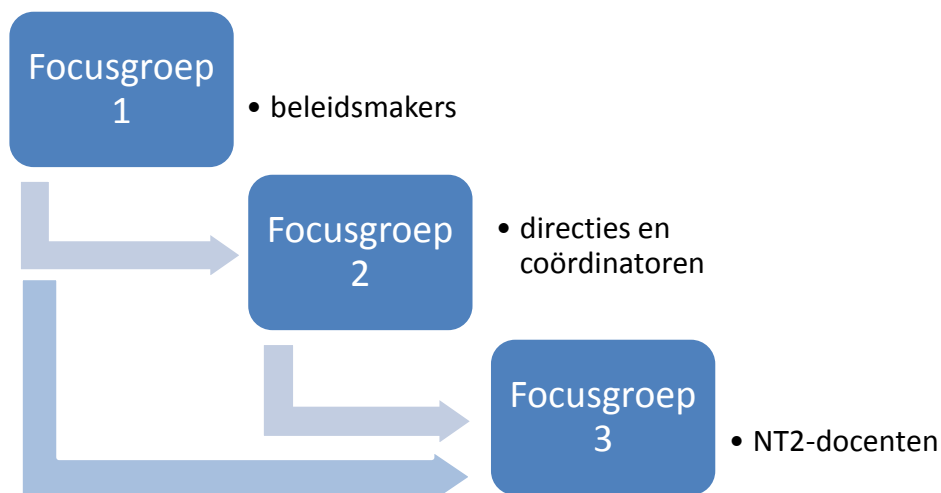 Focusgroep
1
• beleidsmakers
Focusgroep
2
• directies en
coördinatoren
Focusgroep
3
• NT2-docenten